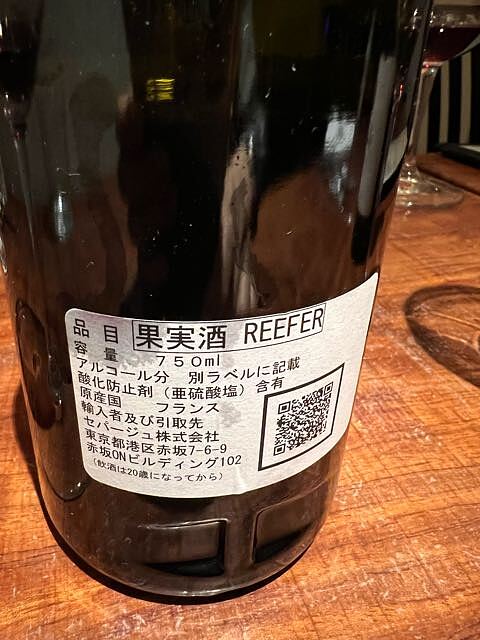 品目 果実酒 REEFER
容量 750ml
アルコール分 別ラベルに記載
酸化防止剤(亜硫酸塩)含有
原産国 フランス
輸入者及び引取先
セパージュ株式会社
東京都港区赤坂7-6-9
赤坂ONビルディング102
(飲酒は20歳になってから)